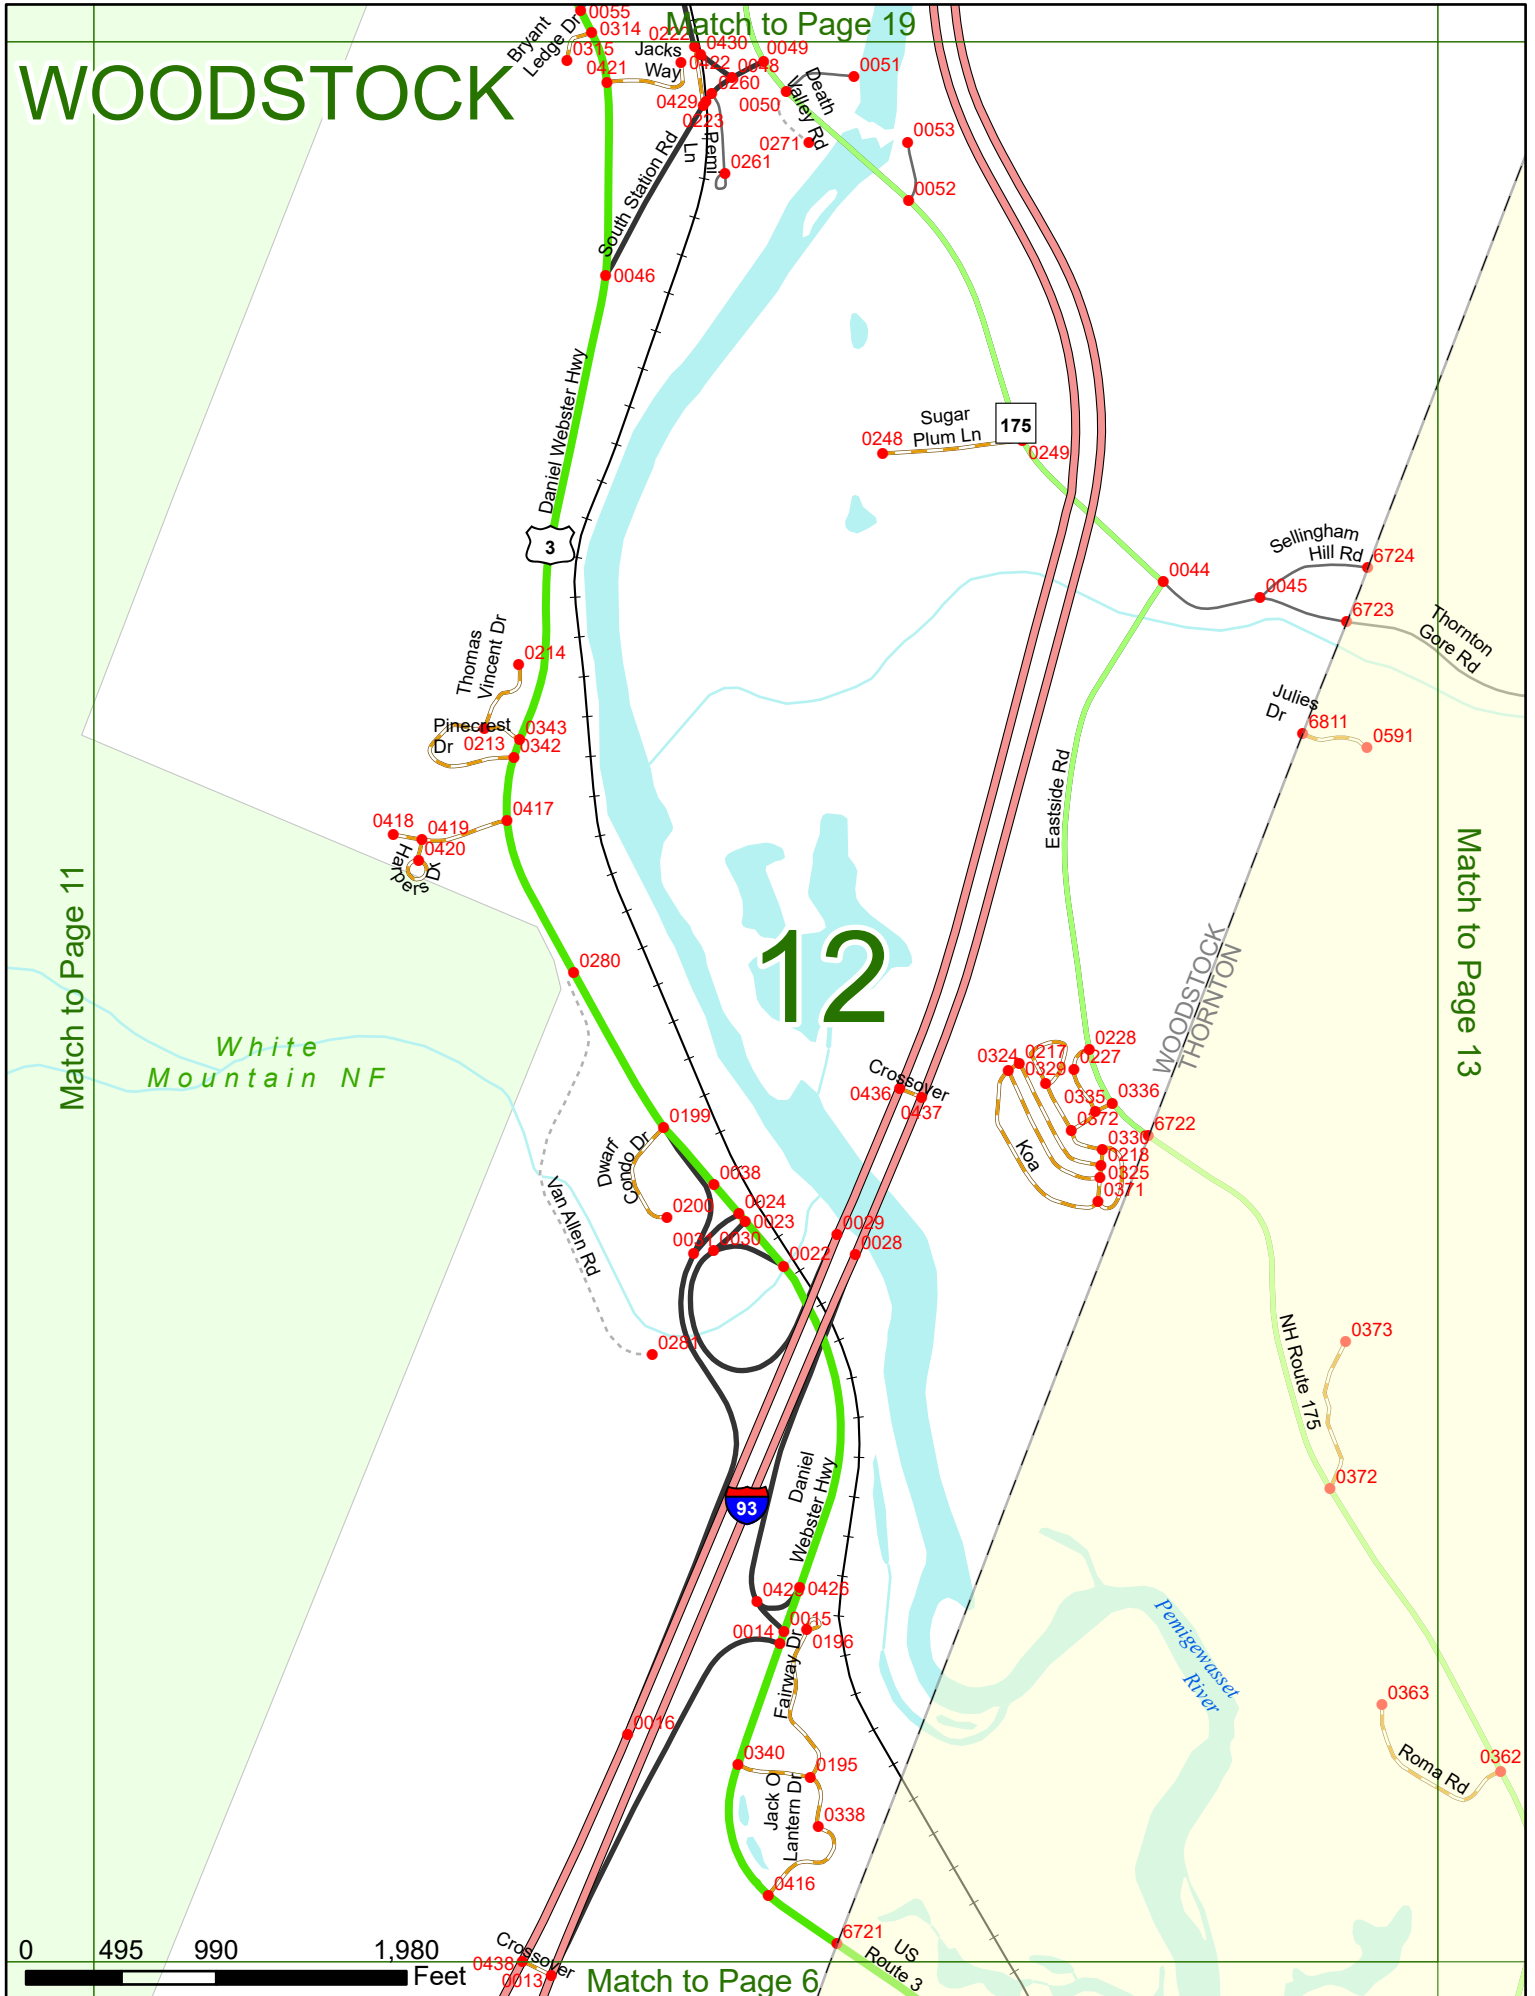 Match to Page 19
WOODSTOCK
0055
0314
Bryant
Ledge Dr
0315
0421
Jacks
Way
0222
0430
0422
0048
0049
0260
0429
0223
0050
0051
Death
Valley Rd
0271
0053
0052
Remi
Ln
0261
South Station Rd
0046
Daniel Webster Hwy
3
175
Sugar
Plum Ln
0248
0249
0044
0045
Sellingham
Hill Rd
6724
6723
Thornton
Gore Rd
Julies
Dr
6811
0591
Thomas
Vincent Dr
0214
Pinecrest
Dr
0213
0343
0342
0417
0418
0419
0420
Harpers
Dr
Eastside Rd
Match to Page 11
Match to Page 13
12
0280
White
Mountain NF
WOODSTOCK
THORNTON
Crossover
0436
0437
0324
0217
0329
0228
0227
0335
0336
0372
6722
0330
0218
0325
0371
Koa
0199
Dwarf
Condo Dr
0200
0038
0024
0023
0031
0030
0022
0029
0028
Van Allen Rd
0281
NH Route 175
0373
0372
93
Daniel
Webster Hwy
0426
0015
0014
0196
Fairway Dr
Pemigewasset
River
0016
0340
0195
Jack O
Lantern Dr
0338
0416
0363
Roma Rd
0362
6721
US
Route 3
Crossover
0438
0013
0 495 990 1,980
Feet
Match to Page 6